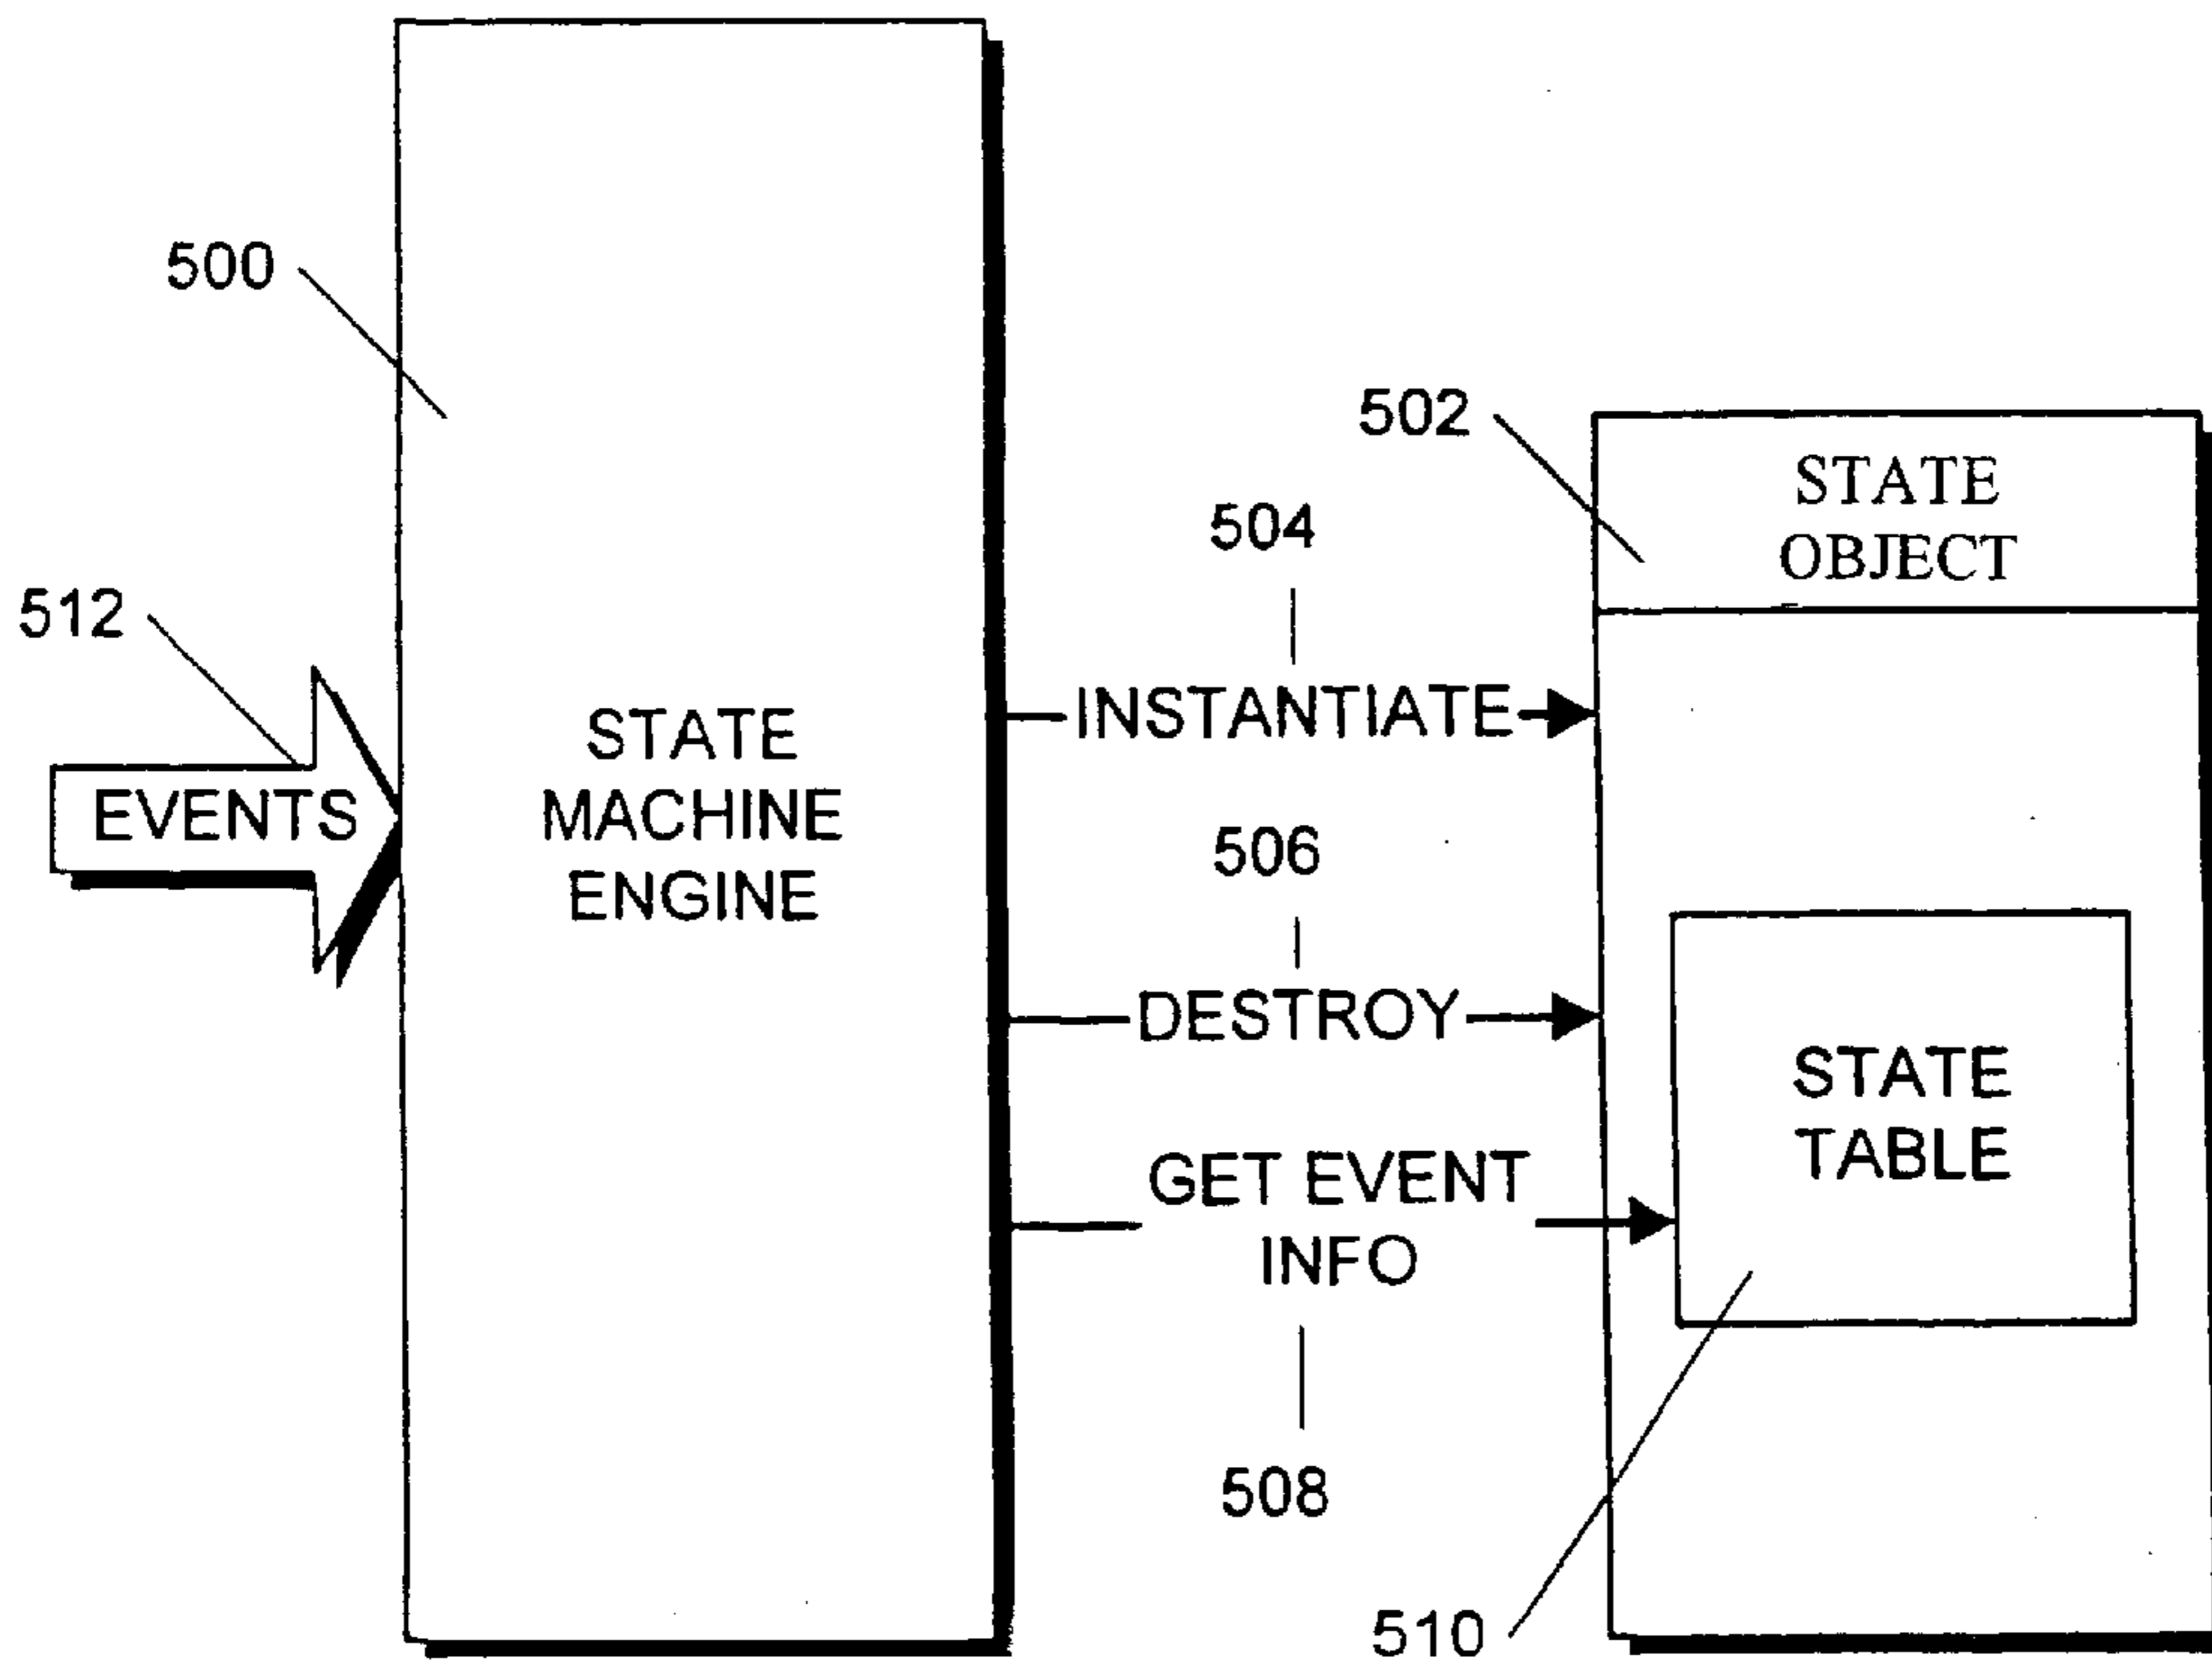 500
502
STATE
OBJECT
504
512
INSTANTIATE
STATE
MACHINE
ENGINE
EVENTS
506
DESTROY
STATE
TABLE
GET EVENT
INFO
508
510